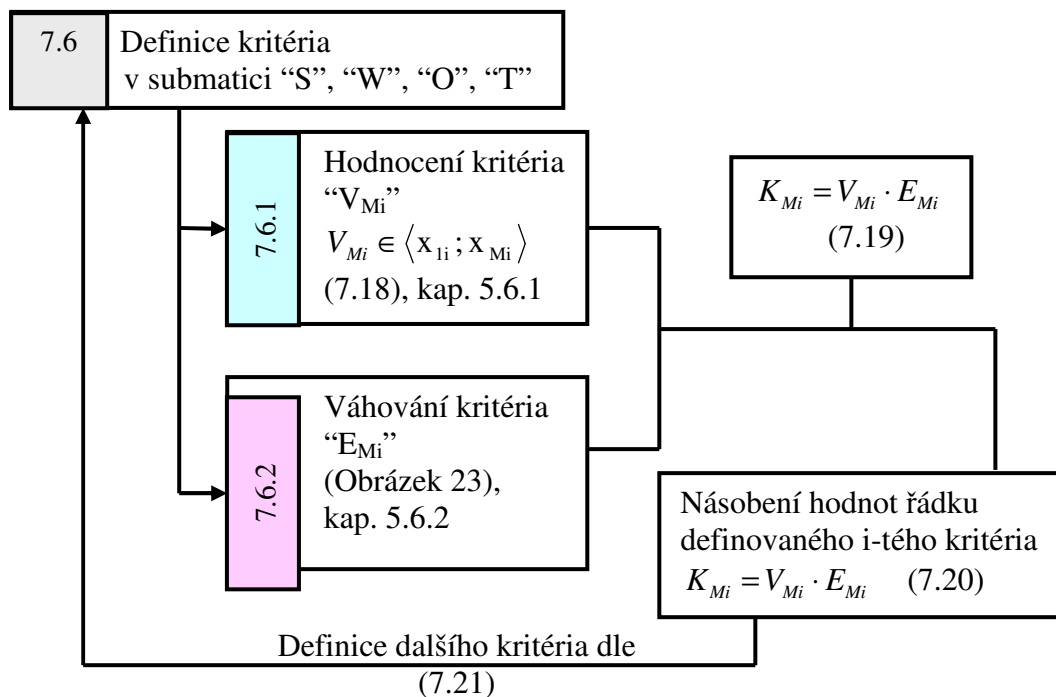 7.6
Definice kritéria
v submatici “S”, “W”, “O”, “T”
7.6.1
Hodnocení kritéria
“V_Mi”
V_Mi ∈ ⟨x_1i ; x_Mi⟩
(7.18), kap. 5.6.1
K_Mi = V_Mi · E_Mi
(7.19)
7.6.2
Váhování kritéria
“E_Mi”
(Obrázek 23),
kap. 5.6.2
Násobení hodnot řádku
definovaného i-tého kritéria
K_Mi = V_Mi · E_Mi (7.20)
Definice dalšího kritéria dle
(7.21)